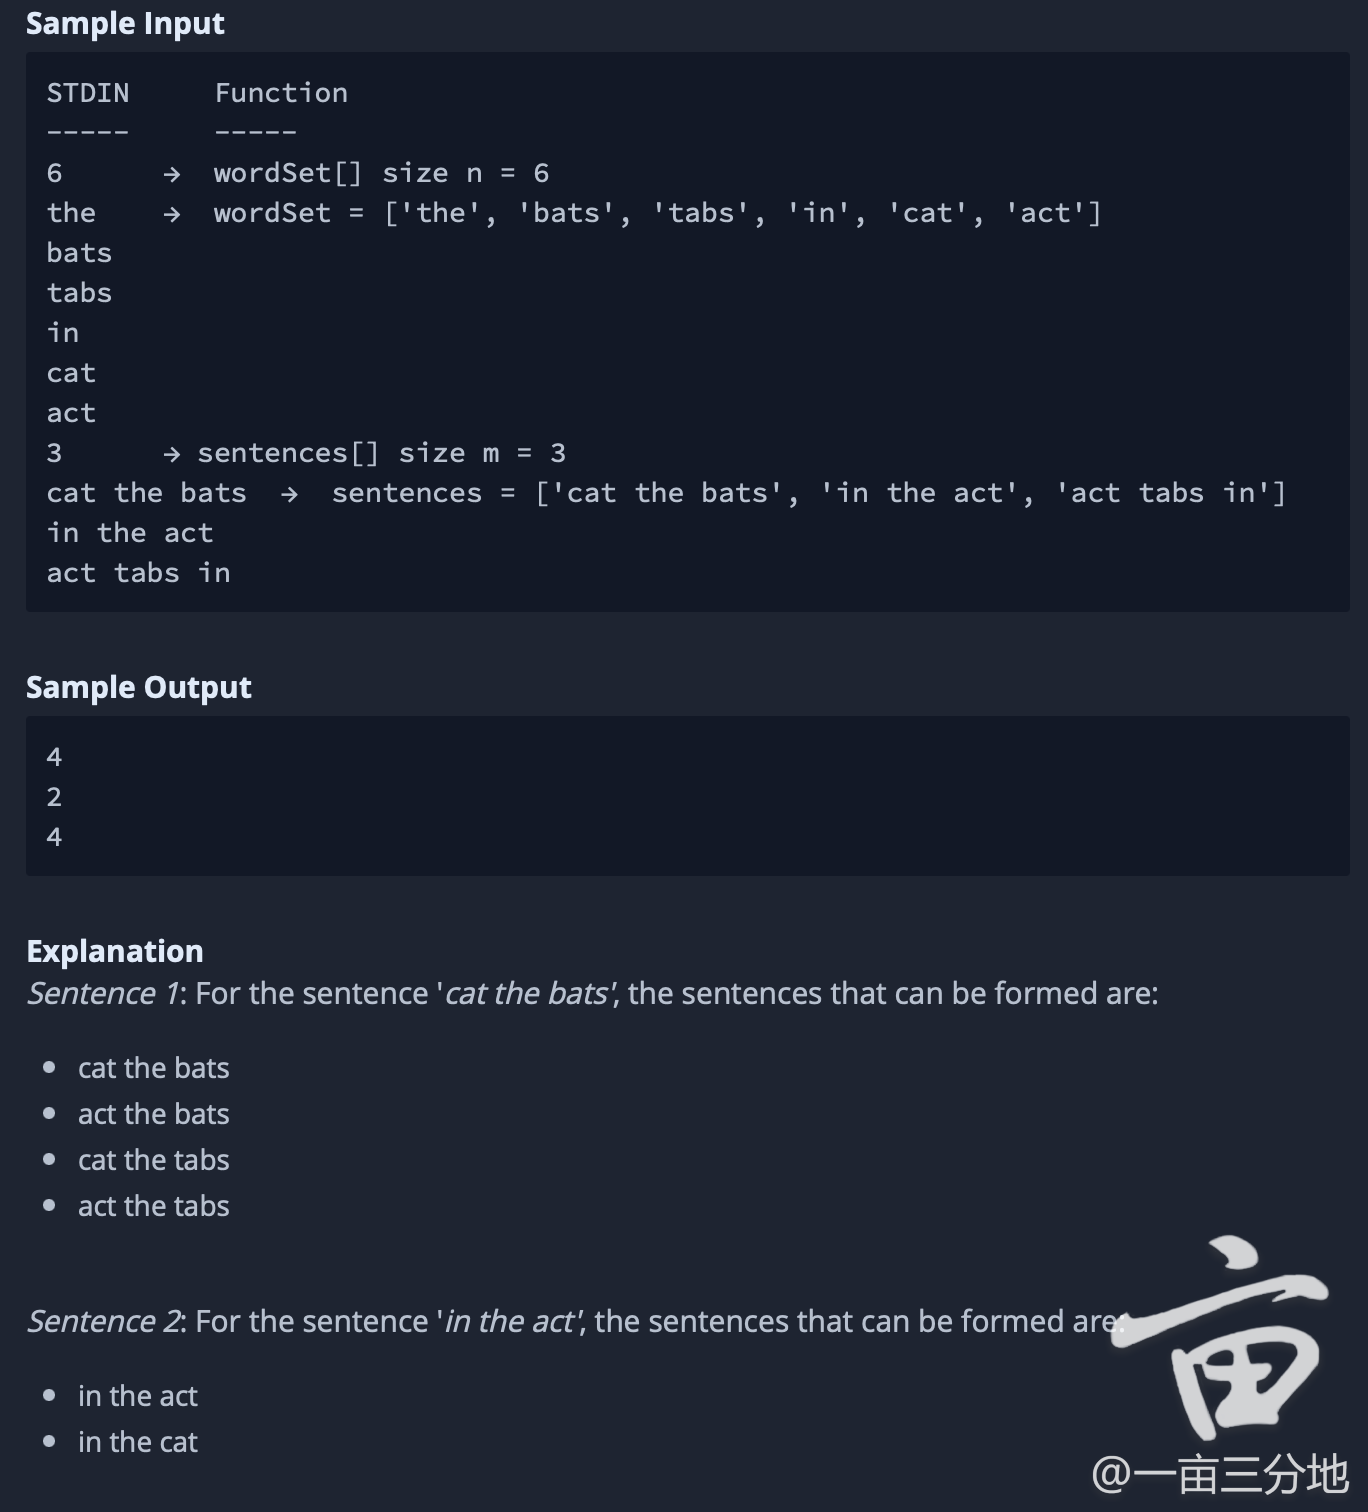 Sample Input
STDIN     Function
-----     -----
6      →  wordSet[] size n = 6
the    →  wordSet = ['the', 'bats', 'tabs', 'in', 'cat', 'act']
bats
tabs
in
cat
act
3      → sentences[] size m = 3
cat the bats  →  sentences = ['cat the bats', 'in the act', 'act tabs in']
in the act
act tabs in
Sample Output
4
2
4
Explanation
Sentence 1: For the sentence 'cat the bats', the sentences that can be formed are:
• cat the bats
• act the bats
• cat the tabs
• act the tabs
Sentence 2: For the sentence 'in the act', the sentences that can be formed are:
• in the act
• in the cat
亩
@一亩三分地